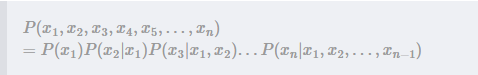 P(x₁, x₂, x₃, x₄, x₅, . . . , xₙ)
= P(x₁)P(x₂|x₁)P(x₃|x₁, x₂). . . P(xₙ|x₁, x₂, . . . , xₙ₋₁)